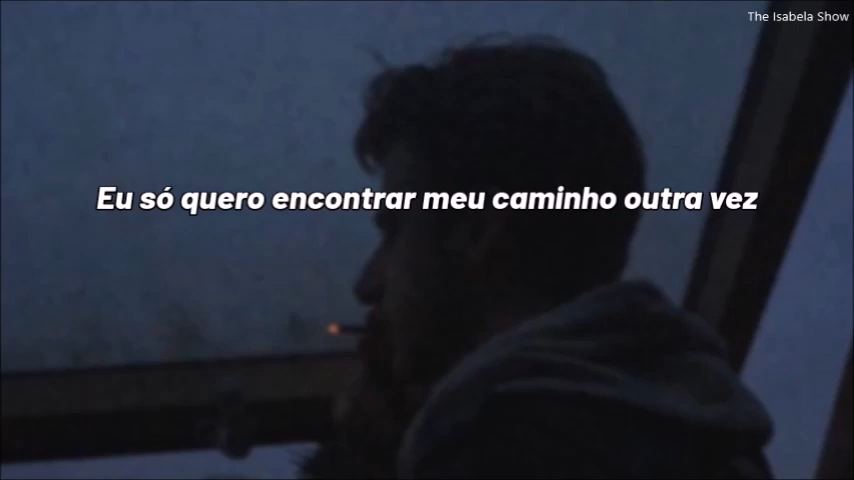 The Isabela Show
Eu só quero encontrar meu caminho outra vez